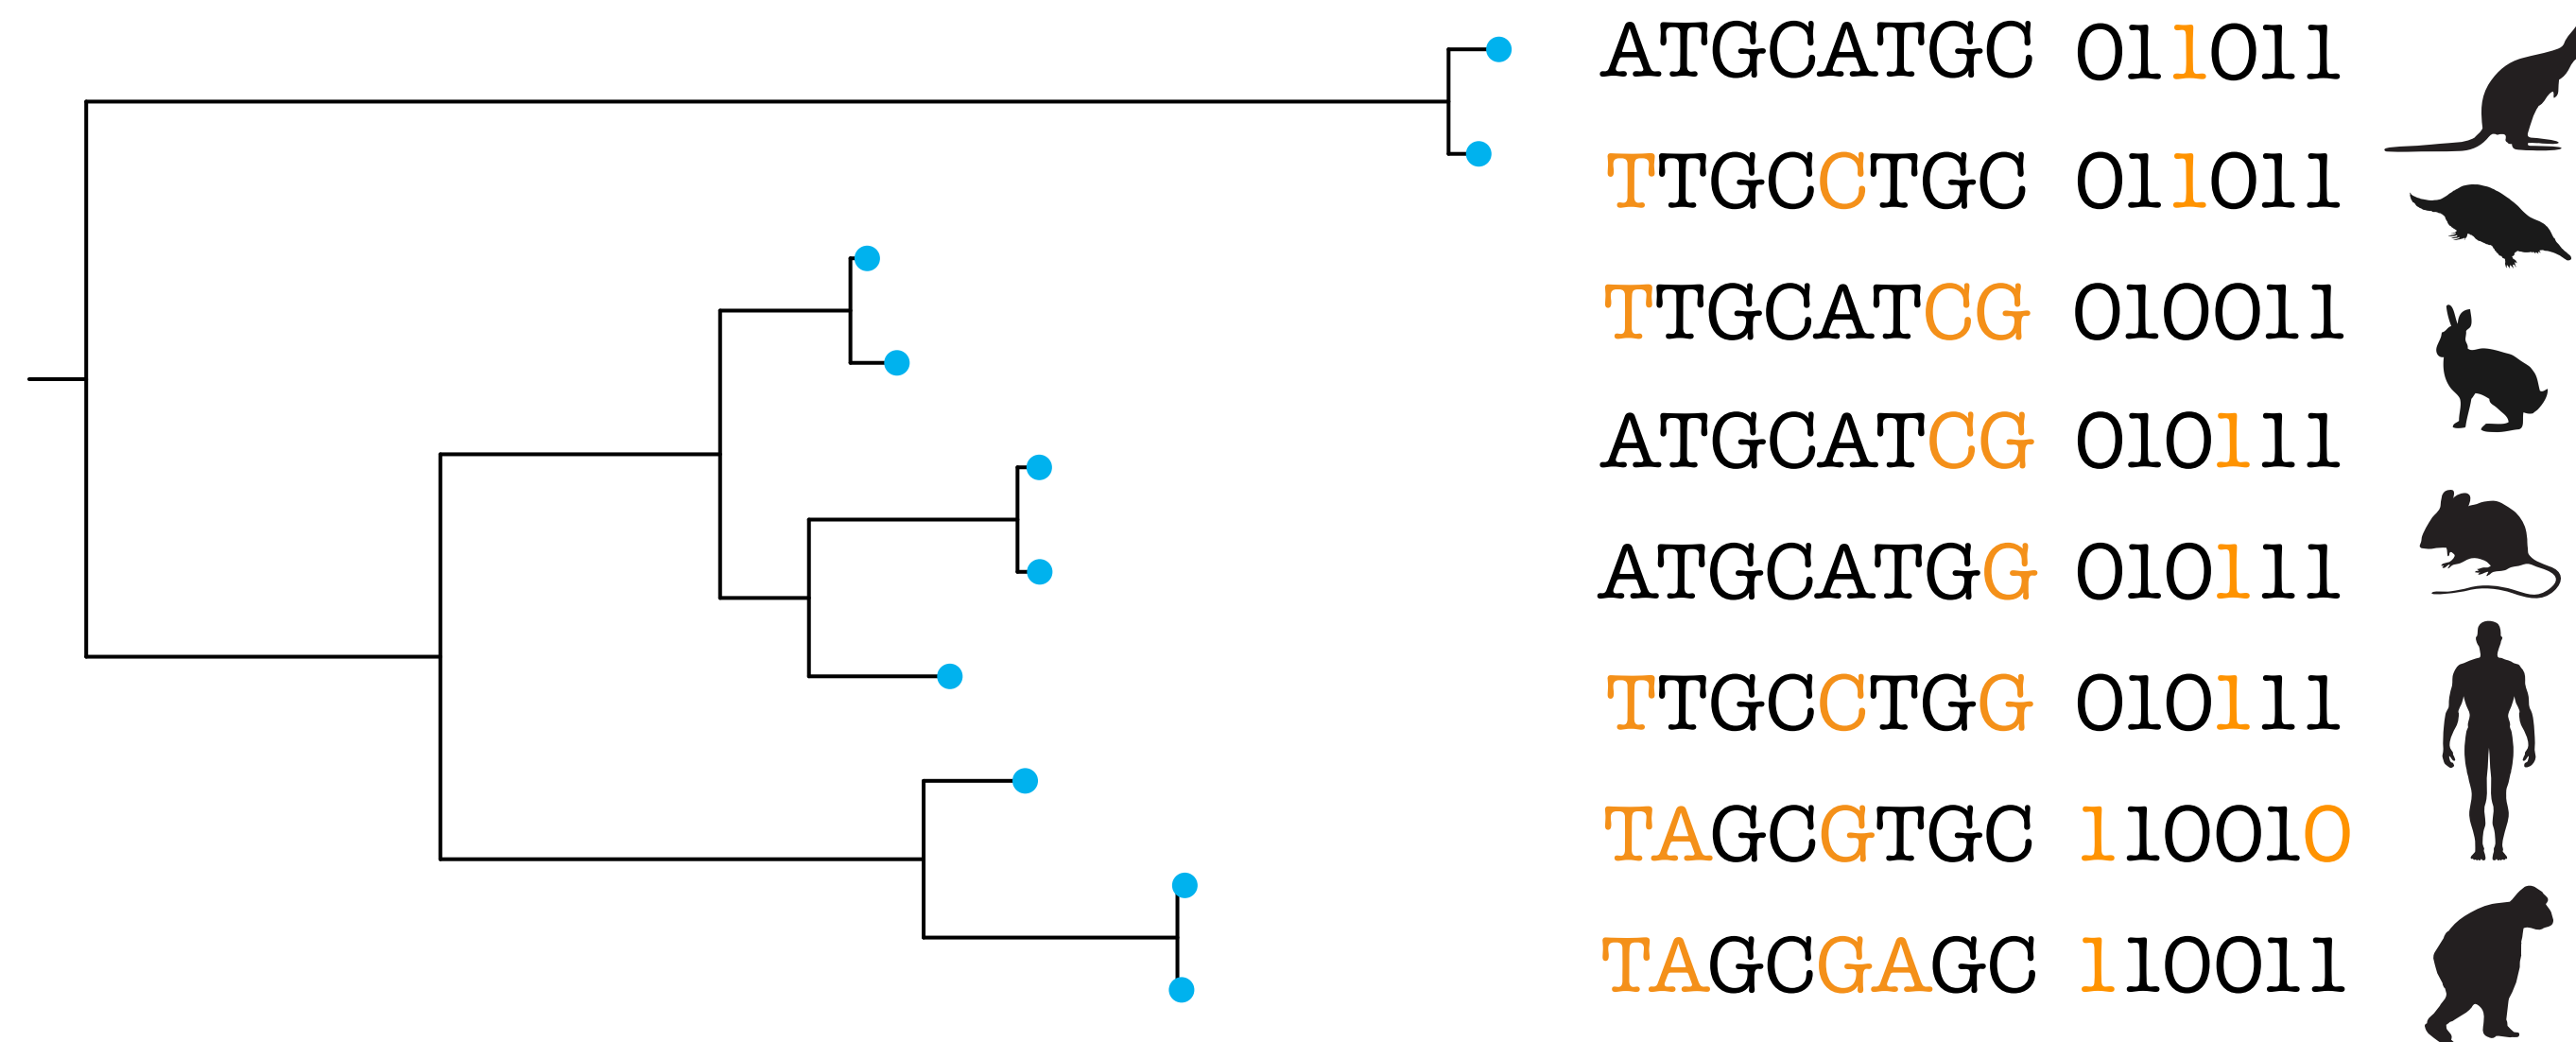 ATGCATGC 011011
TTGCCTGC 011011
TTGCATCG 010011
ATGCATCG 010111
ATGCATGG 010111
TTGCCTGG 010111
TAGCGTGC 110010
TAGCGAGC 110011